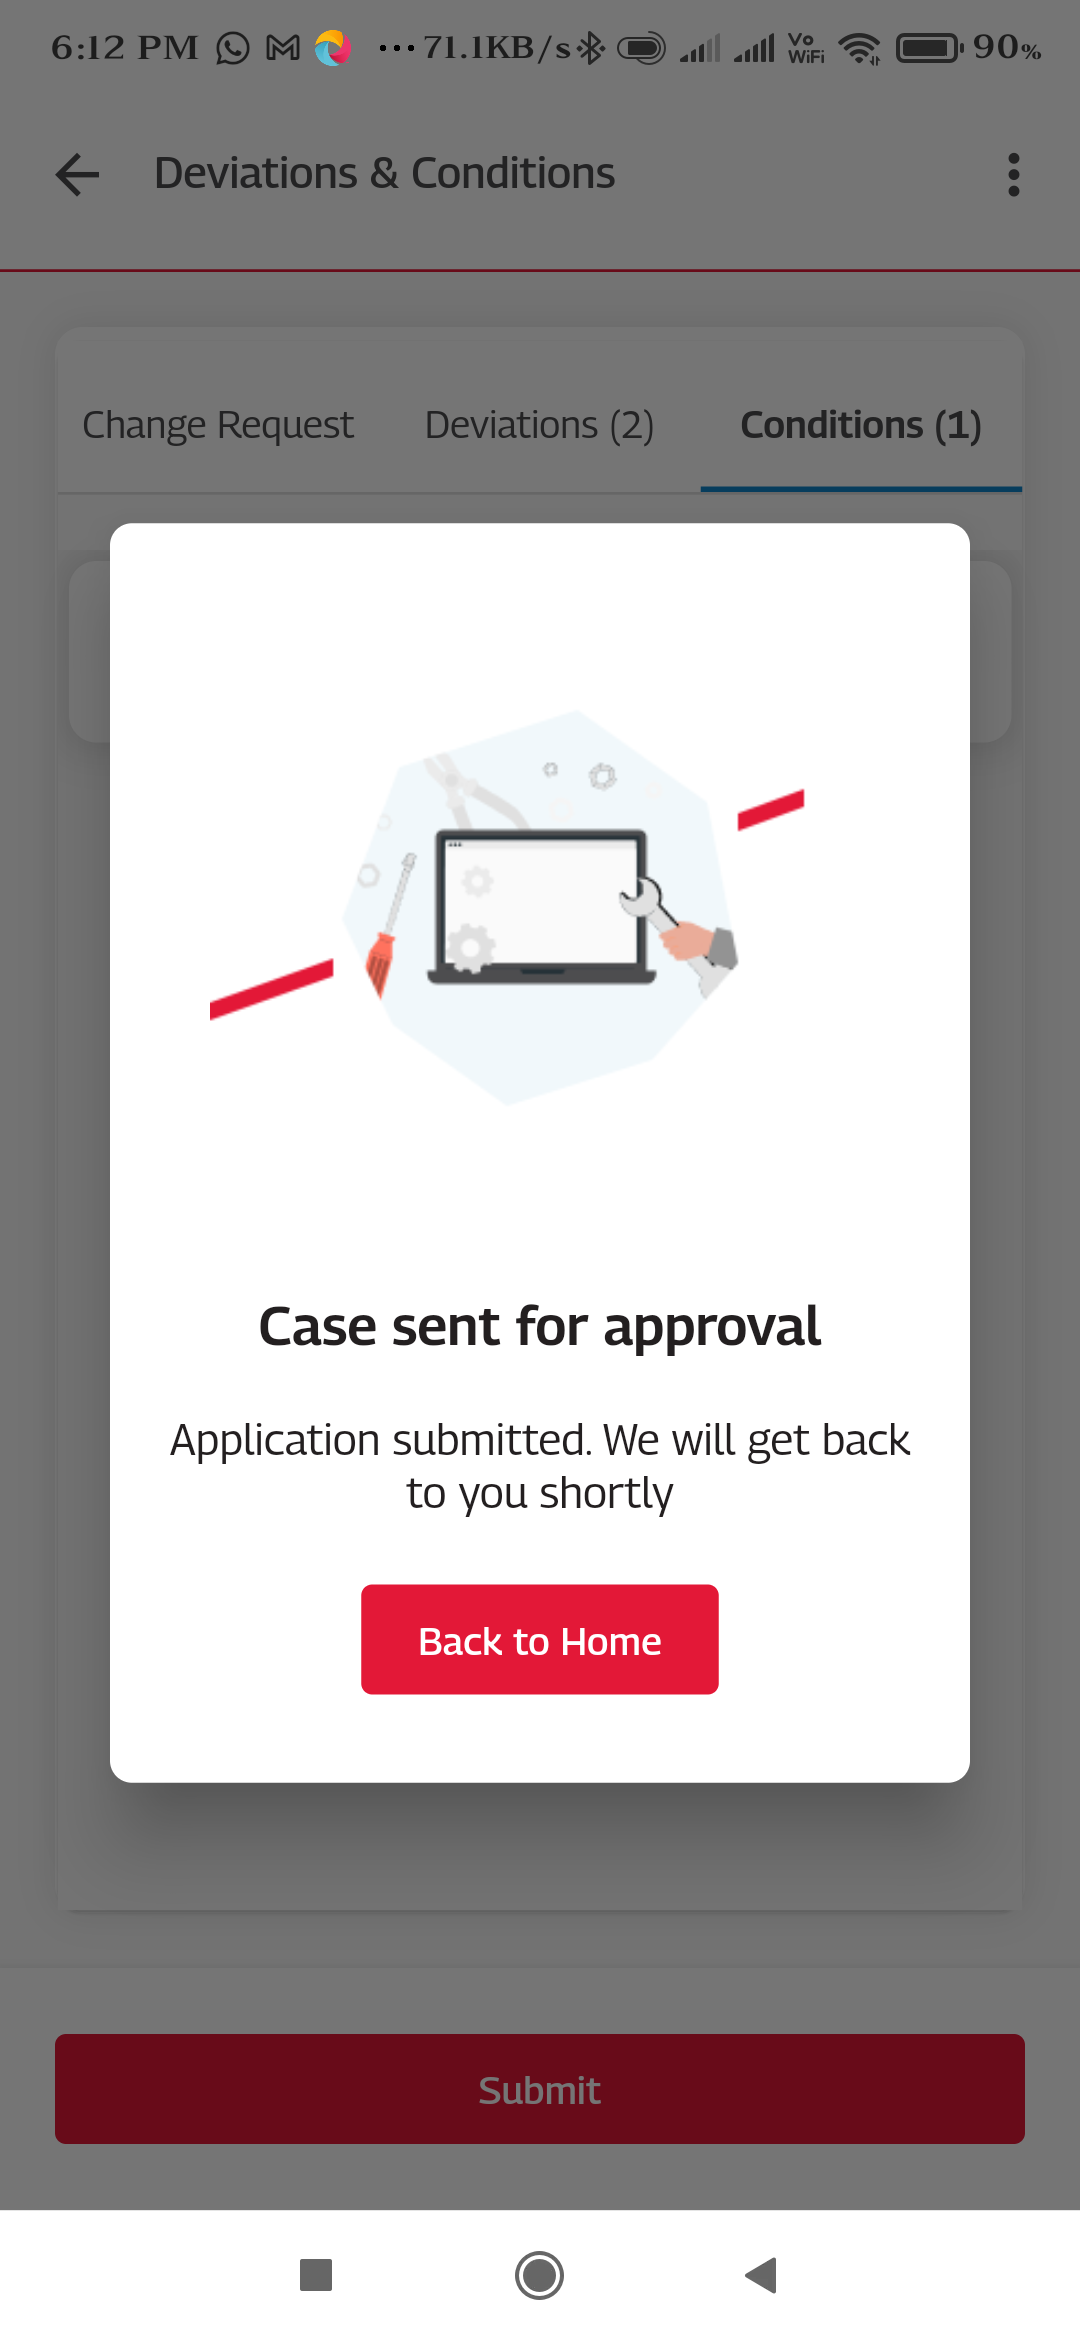 6:12 PM ... 71.1KB/s Vo WiFi 90%
Deviations & Conditions
Change Request Deviations (2) Conditions (1)
Case sent for approval
Application submitted. We will get back
to you shortly
Back to Home
Submit